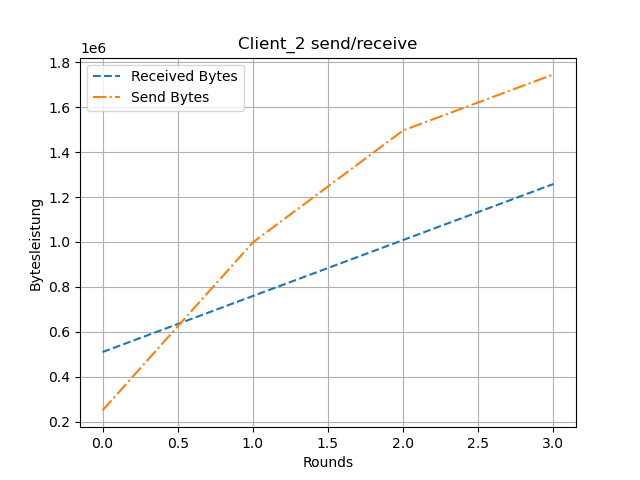 Client_2 send/receive
1e6
Received Bytes
Send Bytes
1.8
1.6
1.4
1.2
1.0
0.8
0.6
0.4
0.2
Bytesleistung
0.0 0.5 1.0 1.5 2.0 2.5 3.0
Rounds